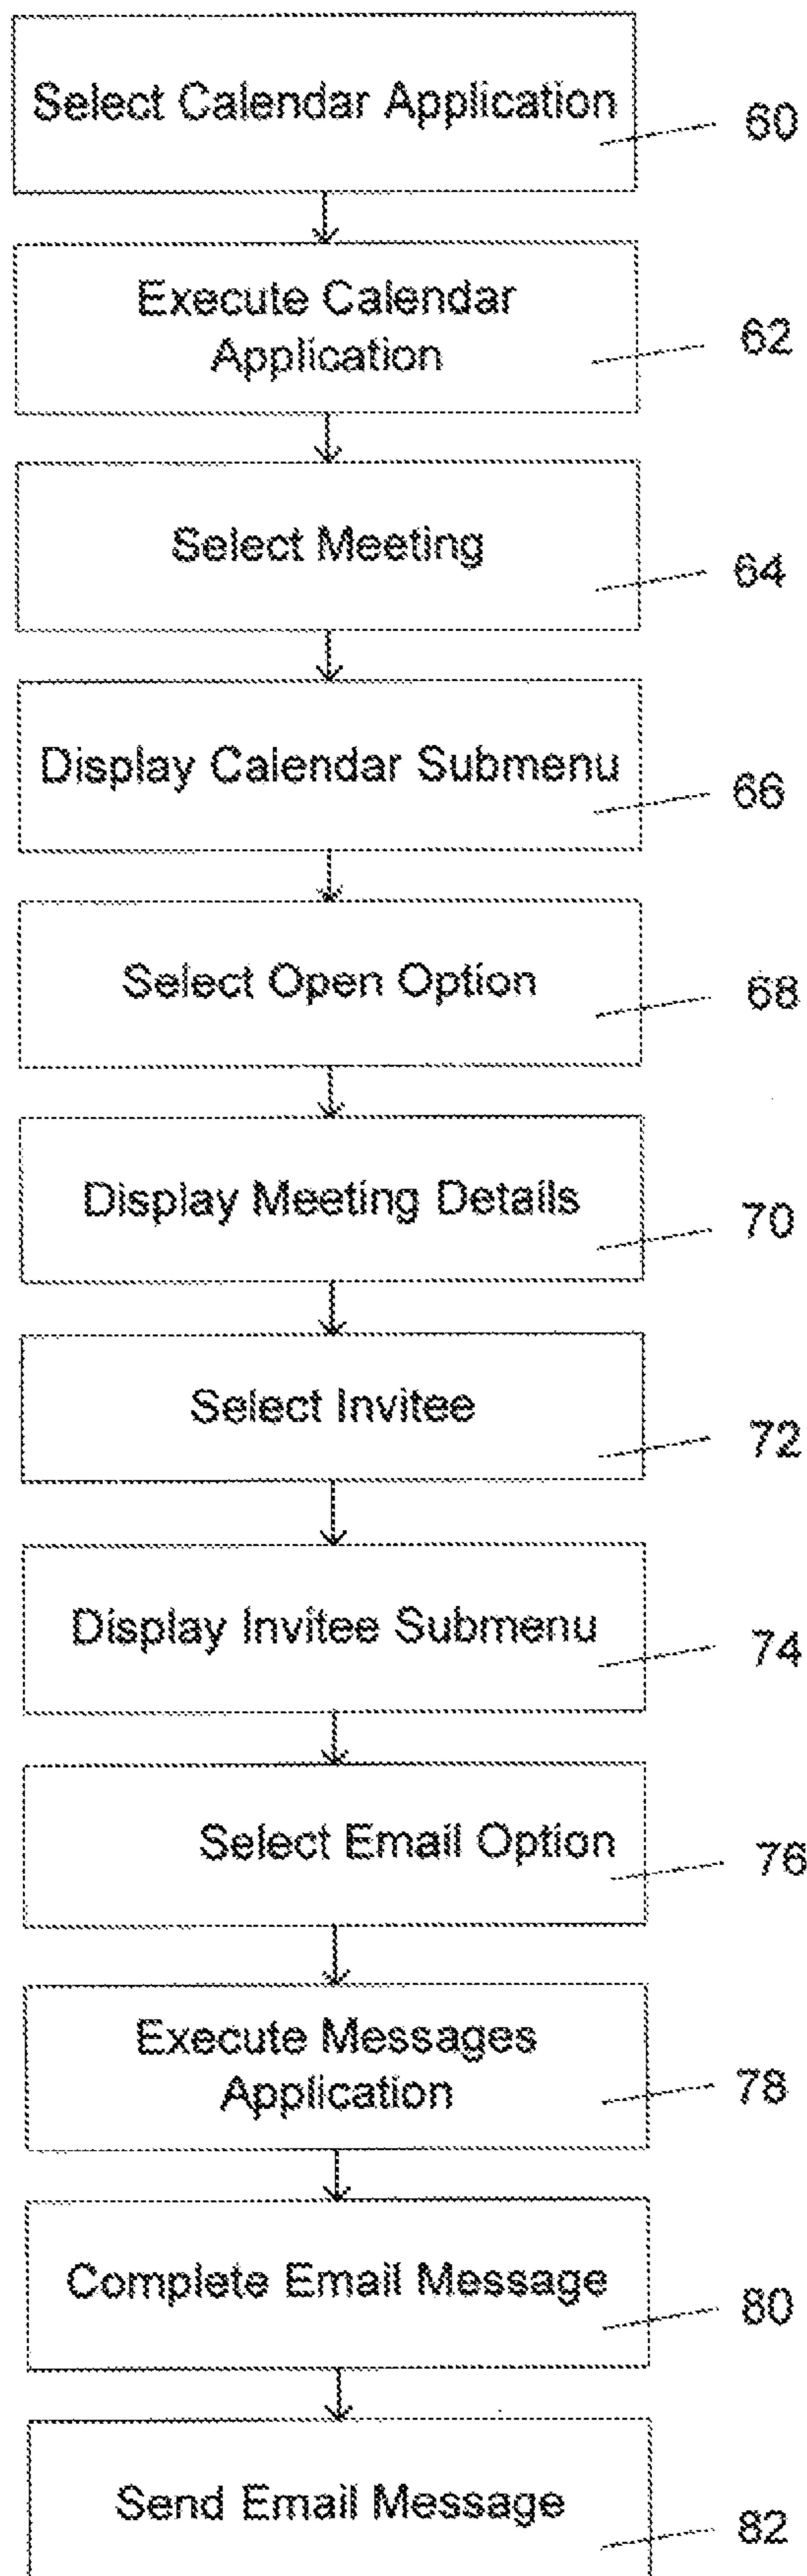 Select Calendar Application
60
Execute Calendar
Application
62
Select Meeting
64
Display Calendar Submenu
66
Select Open Option
68
Display Meeting Details
70
Select Invitee
72
Display Invitee Submenu
74
Select Email Option
76
Execute Messages
Application
78
Complete Email Message
80
Send Email Message
82